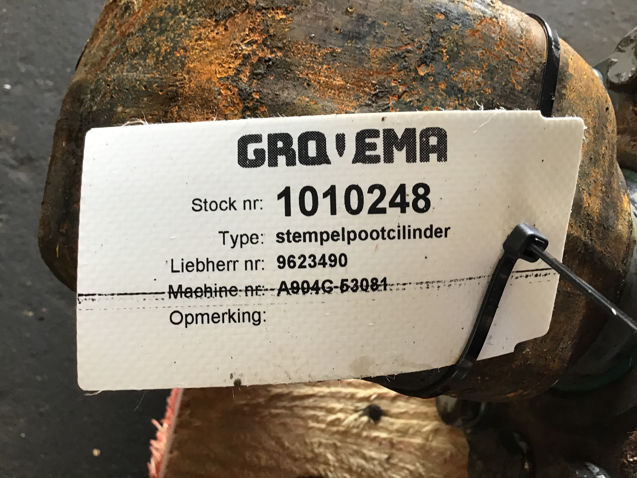 GROVEMA
Stock nr: 1010248
Type: stempelpootcilinder
Liebherr nr: 9623490
Machine nr: A904C-53081
Opmerking: